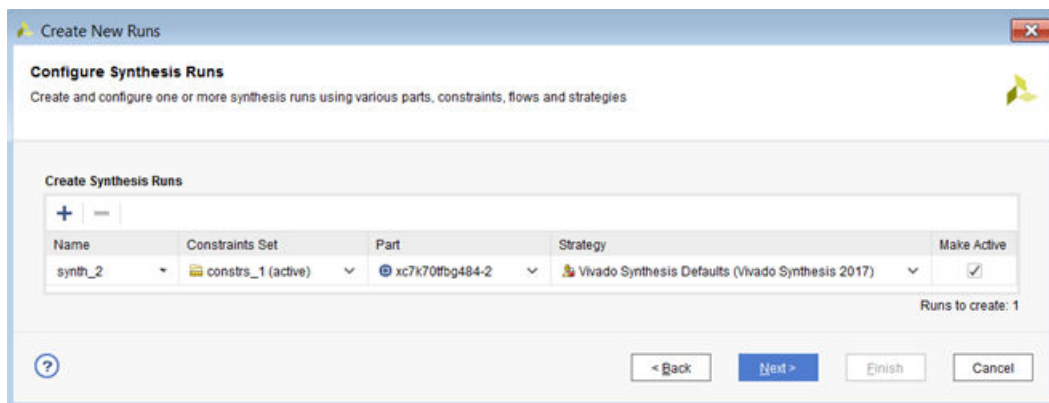 Create New Runs
Configure Synthesis Runs
Create and configure one or more synthesis runs using various parts, constraints, flows and strategies
Create Synthesis Runs
Name Constraints Set Part Strategy Make Active
synth_2 constrs_1 (active) xc7k70tfbg484-2 Vivado Synthesis Defaults (Vivado Synthesis 2017)
Runs to create: 1
? < Back Next > Finish Cancel